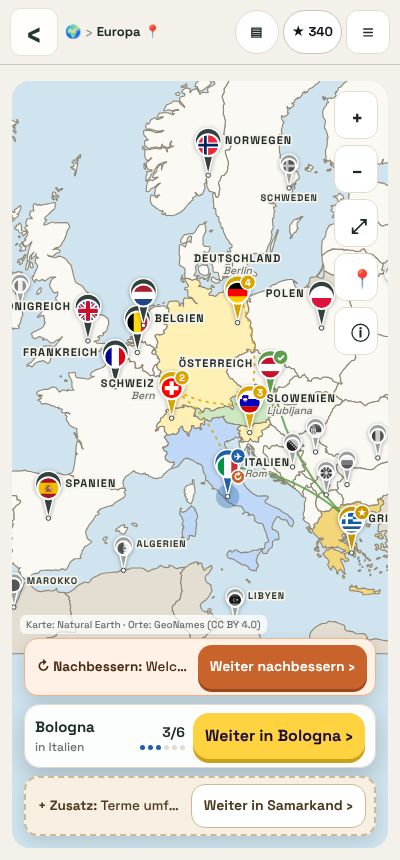 <
🌍 > Europa 📍
★ 340
≡
+
−
NORWEGEN
SCHWEDEN
DEUTSCHLAND
Berlin
4
POLEN
NIGREICH
BELGIEN
FRANKREICH
ÖSTERREICH
SCHWEIZ
Bern
2
3
SLOWENIEN
Ljubljana
ITALIEN
Rom
SPANIEN
GRI
ALGERIEN
MAROKKO
LIBYEN
Karte: Natural Earth · Orte: GeoNames (CC BY 4.0)
↻ Nachbessern: Welc…
Weiter nachbessern >
Bologna
3/6
in Italien
Weiter in Bologna >
+ Zusatz: Terme umf…
Weiter in Samarkand >